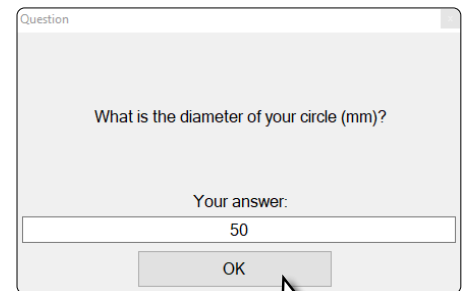 Question
What is the diameter of your circle (mm)?
Your answer:
50
OK